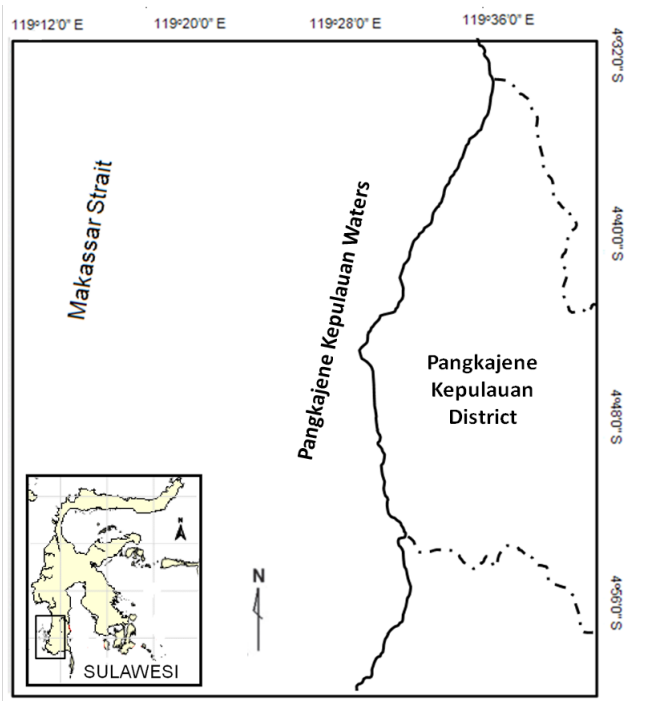 119°12'0" E
119°20'0" E
119°28'0" E
119°36'0" E
4°32'0" S
4°40'0" S
4°48'0" S
4°56'0" S
Makassar Strait
Pangkajene Kepulauan Waters
Pangkajene
Kepulauan
District
N
N
SULAWESI